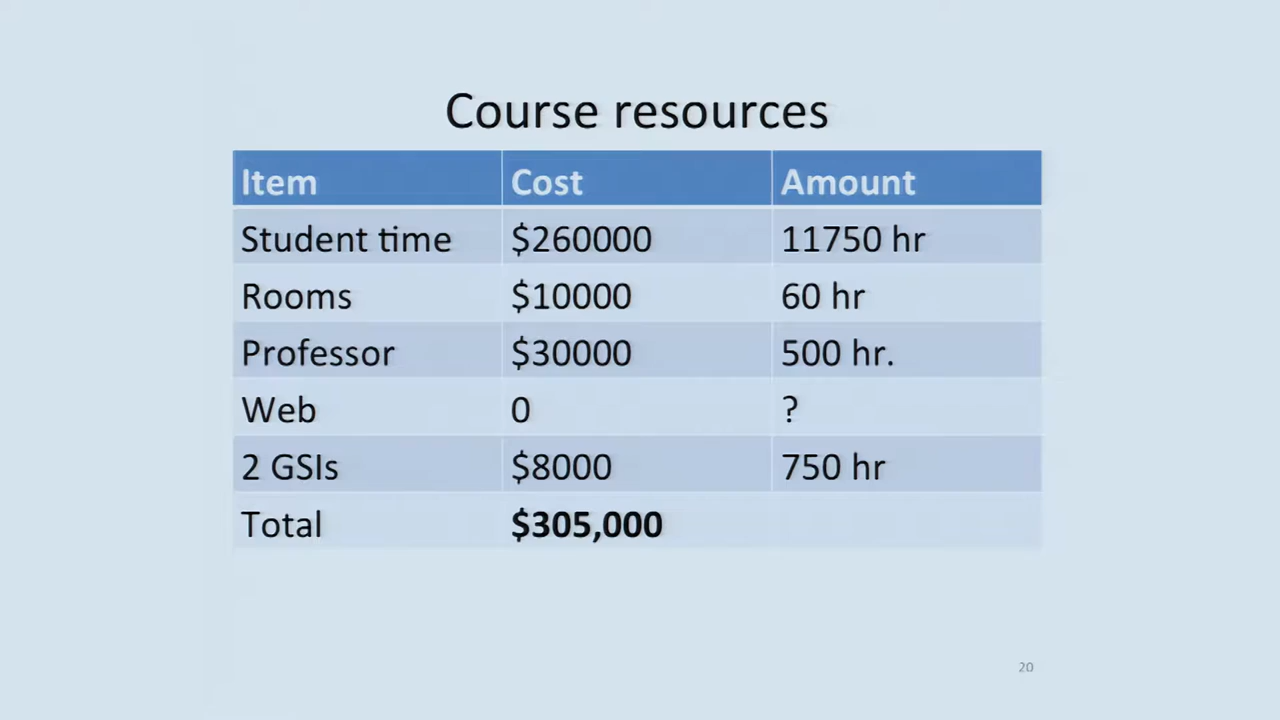 Course resources
Item Cost Amount
Student time $260000 11750 hr
Rooms $10000 60 hr
Professor $30000 500 hr.
Web 0 ?
2 GSIs $8000 750 hr
Total $305,000
20